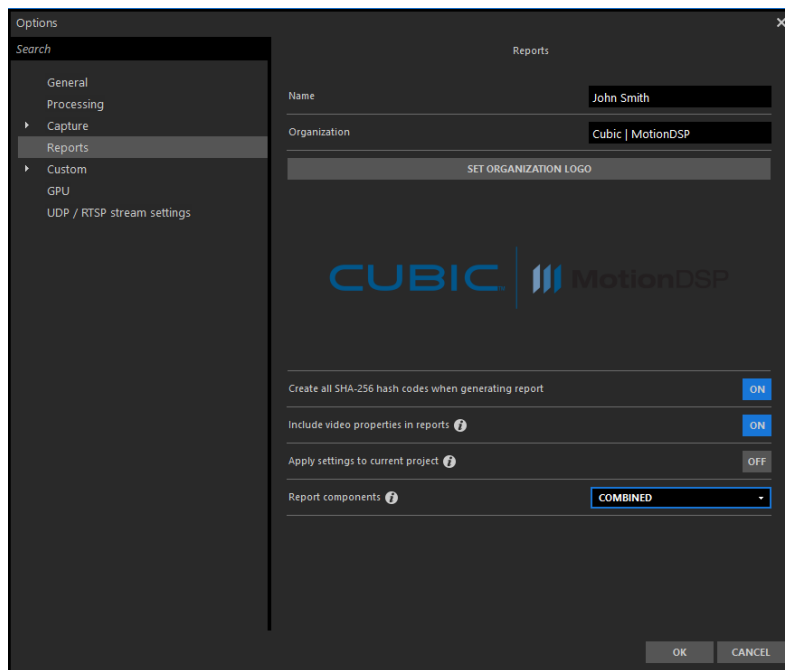 Options
Search
General
Processing
Capture
Reports
Custom
GPU
UDP / RTSP stream settings
Reports
Name
John Smith
Organization
Cubic | MotionDSP
SET ORGANIZATION LOGO
CUBIC. MotionDSP
Create all SHA-256 hash codes when generating report
ON
Include video properties in reports
ON
Apply settings to current project
OFF
Report components
COMBINED
OK
CANCEL